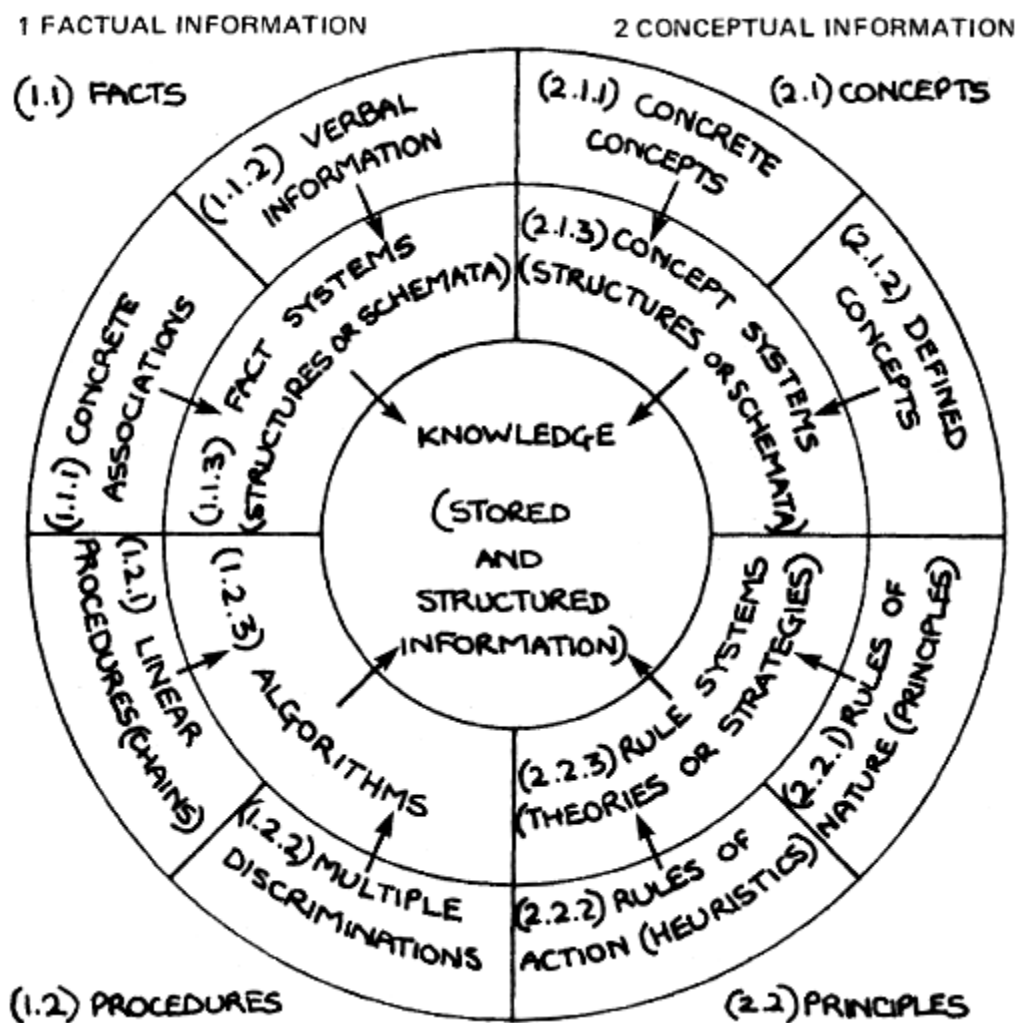 1 FACTUAL INFORMATION
2 CONCEPTUAL INFORMATION
(1.1) FACTS
(2.1) CONCEPTS
(1.1.1) CONCRETE
ASSOCIATIONS
(1.1.2) VERBAL
INFORMATION
(1.1.3) FACT SYSTEMS
(STRUCTURES OR SCHEMATA)
(2.1.1) CONCRETE
CONCEPTS
(2.1.2) DEFINED
CONCEPTS
(2.1.3) CONCEPT SYSTEMS
(STRUCTURES OR SCHEMATA)
KNOWLEDGE
(STORED
AND
STRUCTURED
INFORMATION)
(1.2.1) LINEAR
PROCEDURES (CHAINS)
(1.2.2) MULTIPLE
DISCRIMINATIONS
(1.2.3) ALGORITHMS
(2.2.1) RULES OF
NATURE (PRINCIPLES)
(2.2.2) RULES OF
ACTION (HEURISTICS)
(2.2.3) RULE SYSTEMS
(THEORIES OR STRATEGIES)
(1.2) PROCEDURES
(2.2) PRINCIPLES